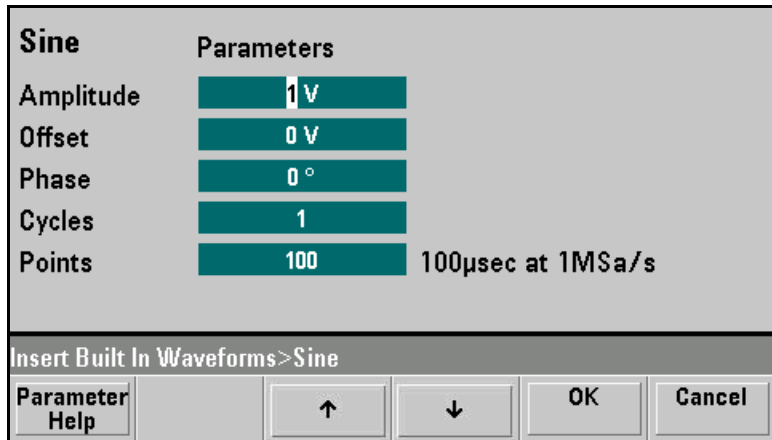 Sine Parameters
Amplitude 1 V
Offset 0 V
Phase 0 °
Cycles 1
Points 100 100µsec at 1MSa/s
Insert Built In Waveforms>Sine
Parameter Help ↑ ↓ OK Cancel